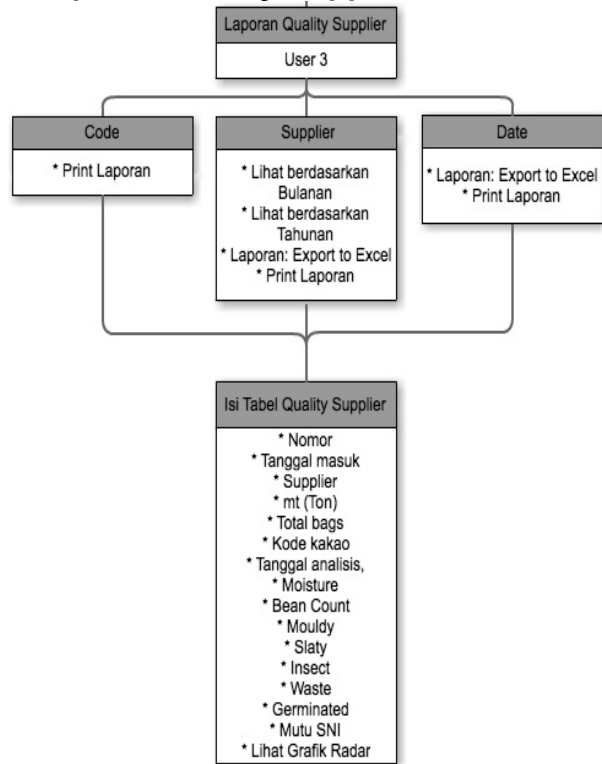 Laporan Quality Supplier
User 3
Code
* Print Laporan
Supplier
* Lihat berdasarkan
Bulanan
* Lihat berdasarkan
Tahunan
* Laporan: Export to Excel
* Print Laporan
Date
* Laporan: Export to Excel
* Print Laporan
Isi Tabel Quality Supplier
* Nomor
* Tanggal masuk
* Supplier
* mt (Ton)
* Total bags
* Kode kakao
* Tanggal analisis,
* Moisture
* Bean Count
* Mouldy
* Slaty
* Insect
* Waste
* Germinated
* Mutu SNI
* Lihat Grafik Radar